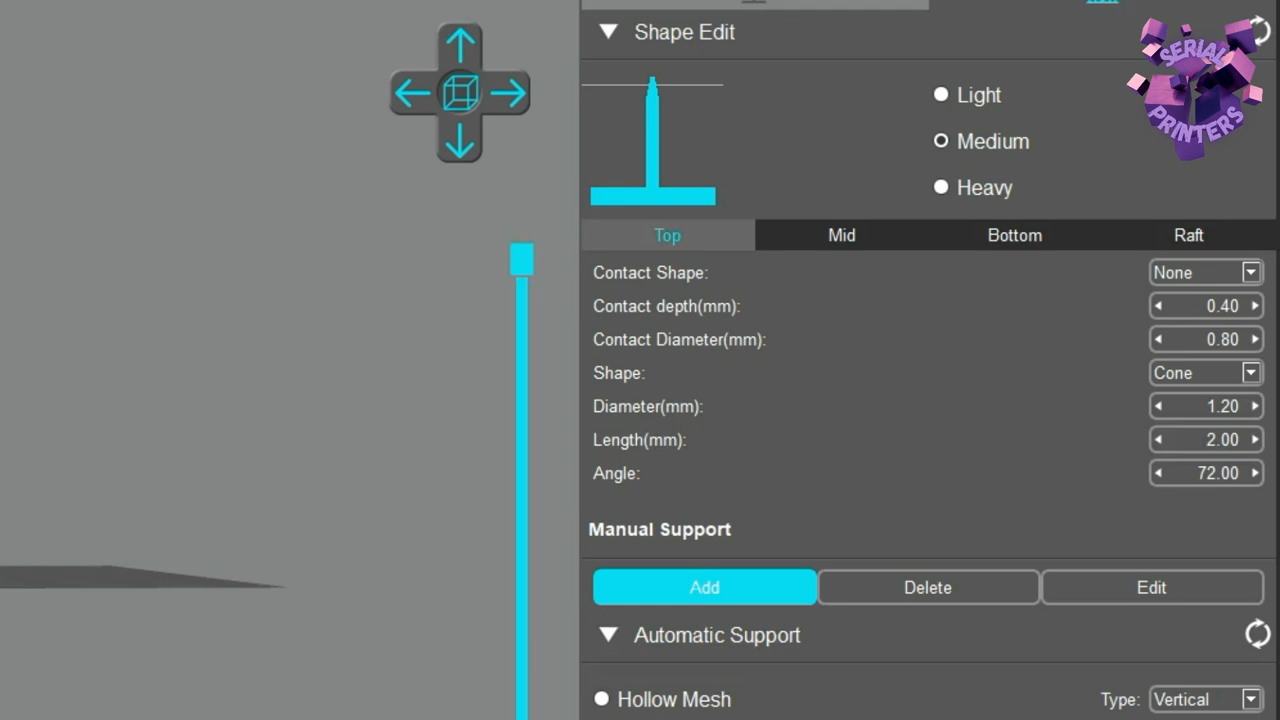 Shape Edit
SERIAL
PRINTERS
Light
Medium
Heavy
Top Mid Bottom Raft
Contact Shape: None
Contact depth(mm): 0.40
Contact Diameter(mm): 0.80
Shape: Cone
Diameter(mm): 1.20
Length(mm): 2.00
Angle: 72.00
Manual Support
Add Delete Edit
Automatic Support
Hollow Mesh Type: Vertical